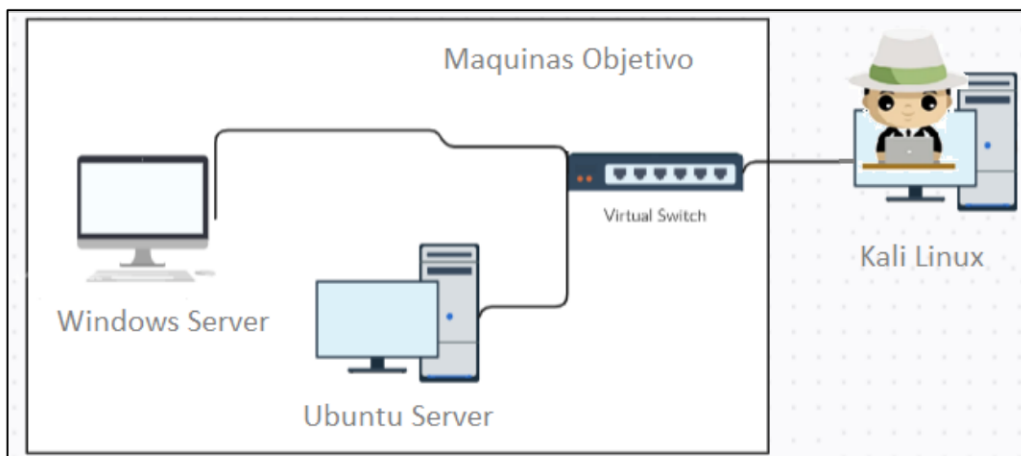 Maquinas Objetivo
Virtual Switch
Kali Linux
Windows Server
Ubuntu Server